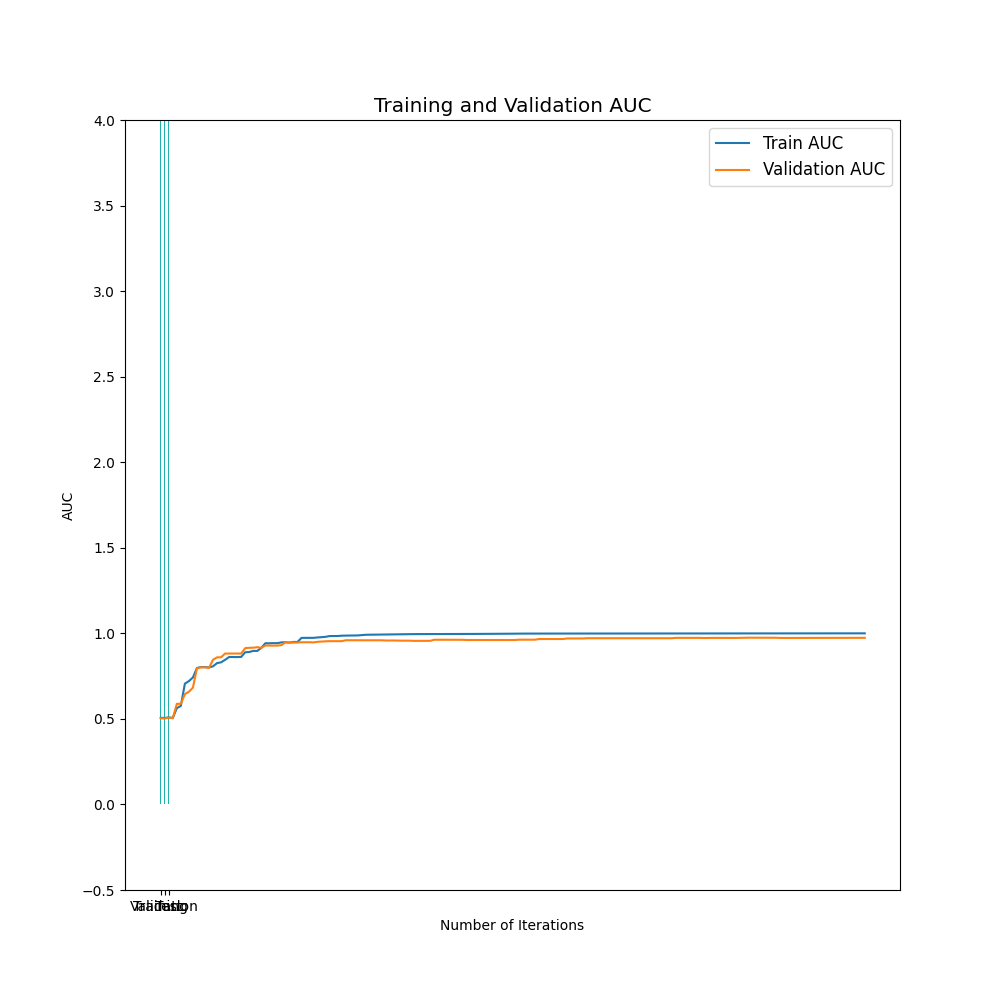 Training and Validation AUC
Train AUC
Validation AUC
4.0
3.5
3.0
2.5
2.0
1.5
1.0
0.5
0.0
−0.5
AUC
Number of Iterations